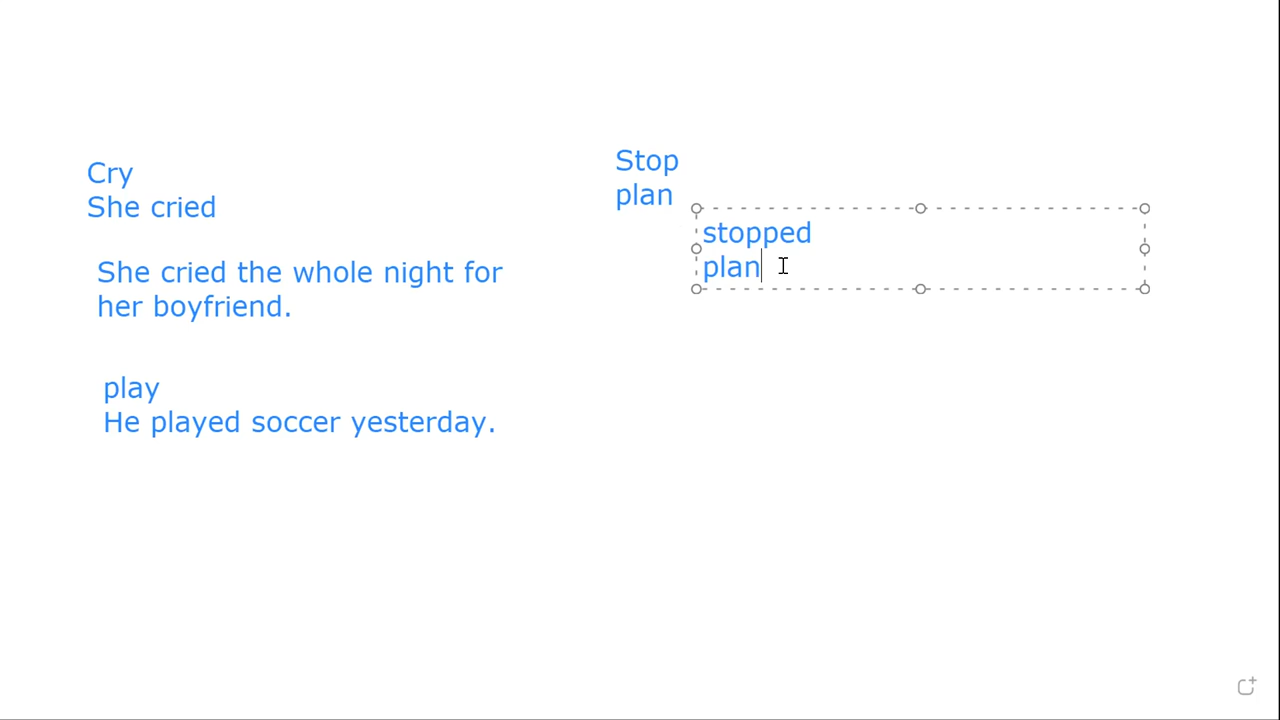 Cry
She cried
She cried the whole night for
her boyfriend.
play
He played soccer yesterday.
Stop
plan
stopped
plan